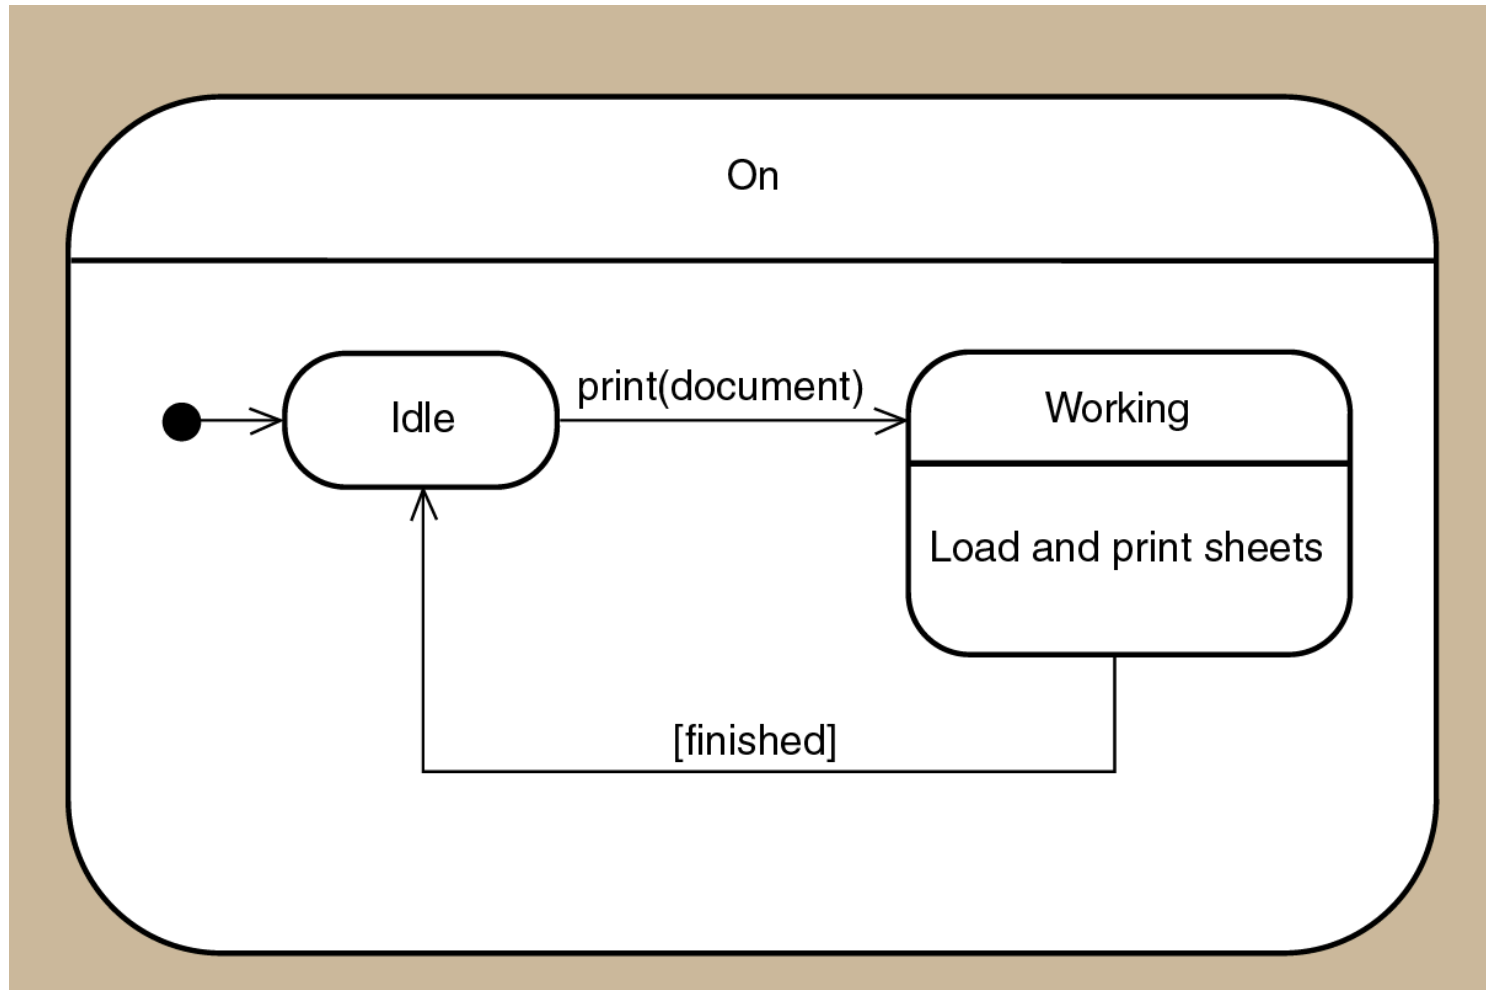 On
Idle
print(document)
Working
Load and print sheets
[finished]